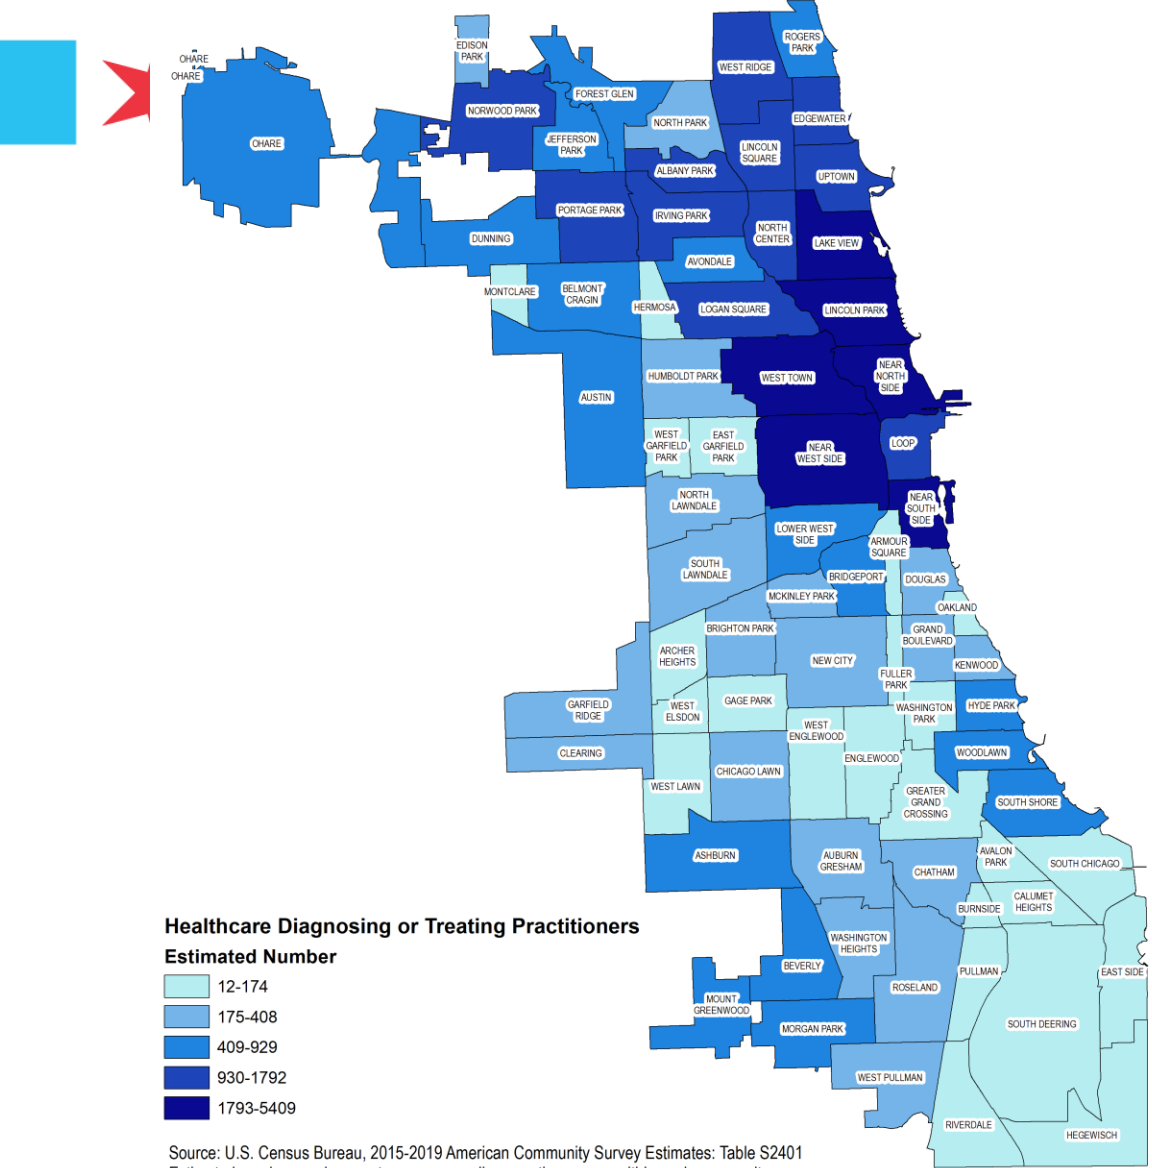 EDISON
PARK
ROGERS
PARK
OHARE
OHARE
WEST RIDGE
FOREST GLEN
NORWOOD PARK
NORTH PARK
EDGEWATER
OHARE
JEFFERSON
PARK
LINCOLN
SQUARE
ALBANY PARK
UPTOWN
PORTAGE PARK
IRVING PARK
NORTH
CENTER
DUNNING
LAKE VIEW
AVONDALE
MONTCLARE
BELMONT
CRAGIN
HERMOSA
LOGAN SQUARE
LINCOLN PARK
HUMBOLDT PARK
WEST TOWN
NEAR
NORTH
SIDE
AUSTIN
WEST
GARFIELD
PARK
EAST
GARFIELD
PARK
NEAR
WEST SIDE
LOOP
NORTH
LAWNDALE
NEAR
SOUTH
SIDE
LOWER WEST
SIDE
ARMOUR
SQUARE
SOUTH
LAWNDALE
BRIDGEPORT
DOUGLAS
MCKINLEY PARK
OAKLAND
BRIGHTON PARK
GRAND
BOULEVARD
ARCHER
HEIGHTS
NEW CITY
KENWOOD
FULLER
PARK
GARFIELD
RIDGE
WEST
ELSDON
GAGE PARK
WASHINGTON
PARK
HYDE PARK
WEST
ENGLEWOOD
CLEARING
ENGLEWOOD
WOODLAWN
CHICAGO LAWN
WEST LAWN
GREATER
GRAND
CROSSING
SOUTH SHORE
ASHBURN
AUBURN
GRESHAM
AVALON
PARK
SOUTH CHICAGO
CHATHAM
CALUMET
HEIGHTS
BURNSIDE
WASHINGTON
HEIGHTS
BEVERLY
PULLMAN
EAST SIDE
ROSELAND
MOUNT
GREENWOOD
MORGAN PARK
SOUTH DEERING
WEST PULLMAN
RIVERDALE
HEGEWISCH
Healthcare Diagnosing or Treating Practitioners
Estimated Number
12-174
175-408
409-929
930-1792
1793-5409
Source: U.S. Census Bureau, 2015-2019 American Community Survey Estimates: Table S2401